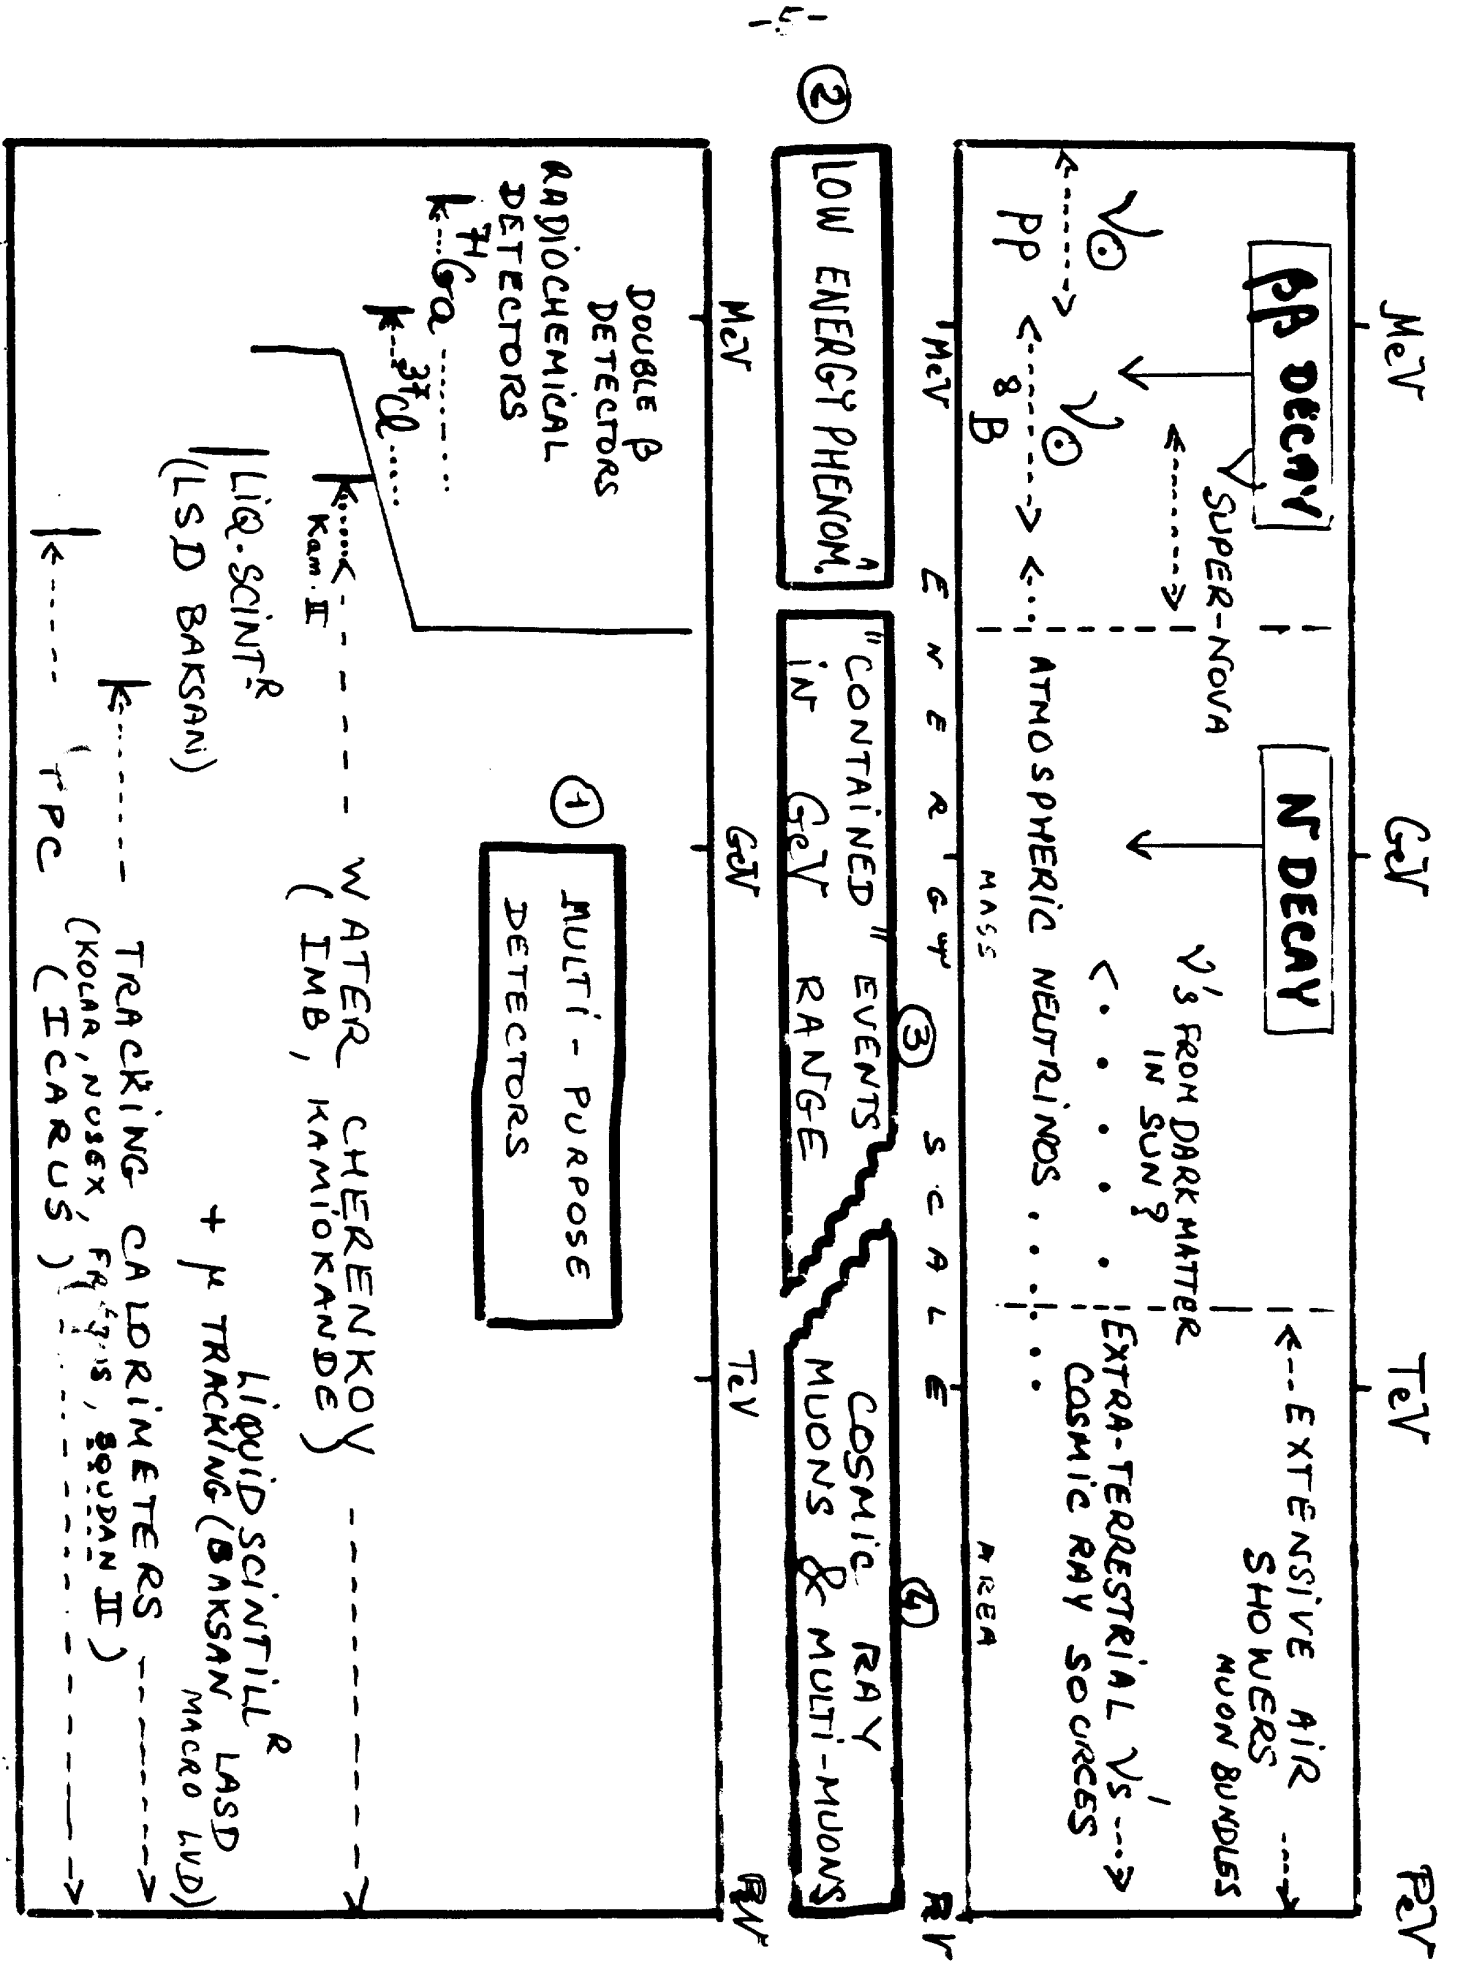 -5-
MeV GeV TeV PeV
ββ DECAY
N DECAY
<---EXTENSIVE AiR --->
SHOWERS
MUON BUNDLES
ν SUPER-NOVA
ν☉
pp
ν☉
8B
ν's FROM DARK MATTER
IN SUN?
ATMOSPHERIC NEUTRINOS
EXTRA-TERRESTRIAL ν's --->
COSMiC RAY SOURCES
MASS
AREA
MeV ENERGY SCALE
②
LOW ENERGY PHENOM.
③
"CONTAiNED" EVENTS
iN GeV RANGE
④
COSMiC RAY
MUONS & MULTi-MUONS
MeV GeV TeV
DOUBLE β
DETECTORS
RADiOCHEMICAL
DETECTORS
71Ga
37Cl
①
MULTi-PURPOSE
DETECTORS
Kam. II
WATER CHERENKOV
(IMB, KAMiOKANDE)
LiQ. SCiNT.R
(LSD BAKSAN)
LiQUiD SCiNTiLLR
+ μ TRACKiNG (BAKSAN LASD
MACRO LVD)
TRACKiNG CALORiMETERS
(KOLAR, NUSEX, SOUDAN II)
TPC (ICARUS)